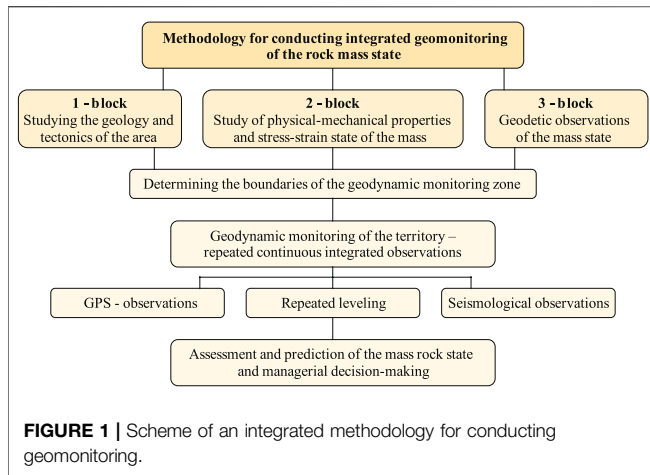 Methodology for conducting integrated geomonitoring
of the rock mass state
1 - block
Studying the geology and
tectonics of the area
2 - block
Study of physical-mechanical properties
and stress-strain state of the mass
3 - block
Geodetic observations
of the mass state
Determining the boundaries of the geodynamic monitoring zone
Geodynamic monitoring of the territory –
repeated continuous integrated observations
GPS - observations
Repeated leveling
Seismological observations
Assessment and prediction of the mass rock state
and managerial decision-making
FIGURE 1 | Scheme of an integrated methodology for conducting
geomonitoring.